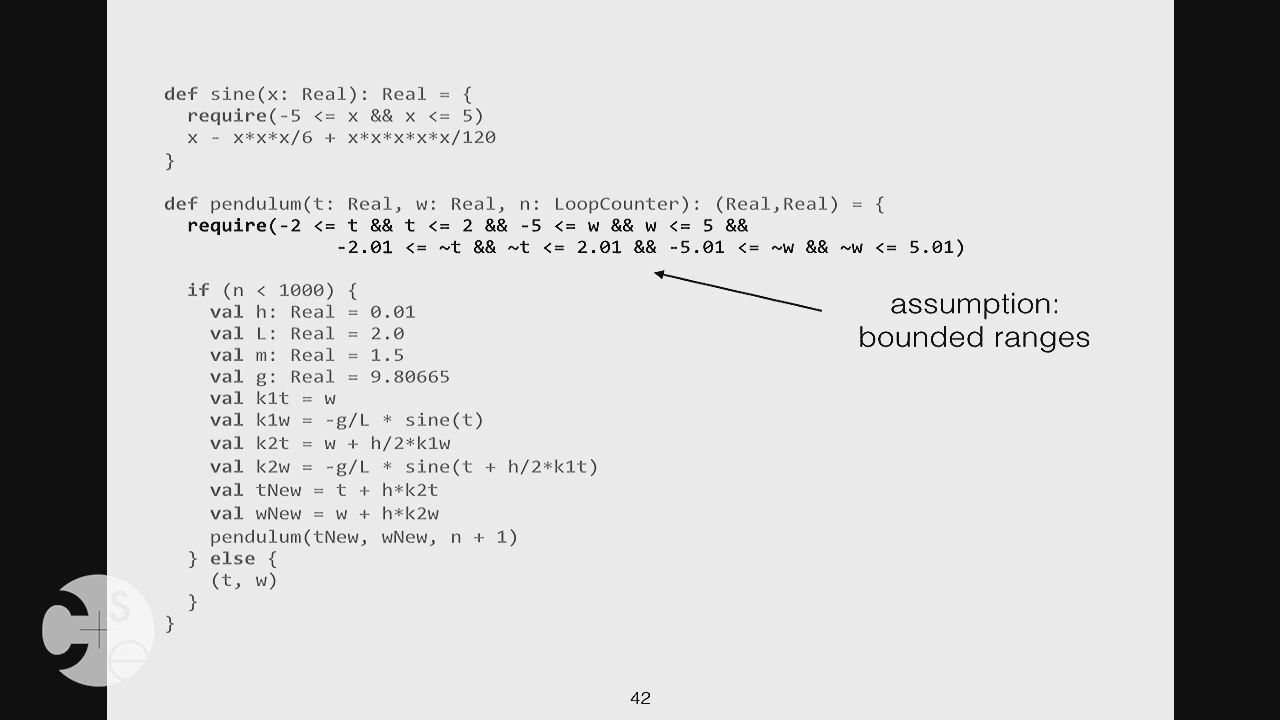 def sine(x: Real): Real = {
require(-5 <= x && x <= 5)
x - x*x*x/6 + x*x*x*x*x/120
}
def pendulum(t: Real, w: Real, n: LoopCounter): (Real,Real) = {
require(-2 <= t && t <= 2 && -5 <= w && w <= 5 &&
-2.01 <= ~t && ~t <= 2.01 && -5.01 <= ~w && ~w <= 5.01)
if (n < 1000) {
val h: Real = 0.01
val L: Real = 2.0
val m: Real = 1.5
val g: Real = 9.80665
val k1t = w
val k1w = -g/L * sine(t)
val k2t = w + h/2*k1w
val k2w = -g/L * sine(t + h/2*k1t)
val tNew = t + h*k2t
val wNew = w + h*k2w
pendulum(tNew, wNew, n + 1)
} else {
(t, w)
}
}
assumption:
bounded ranges
C+
s
e
42